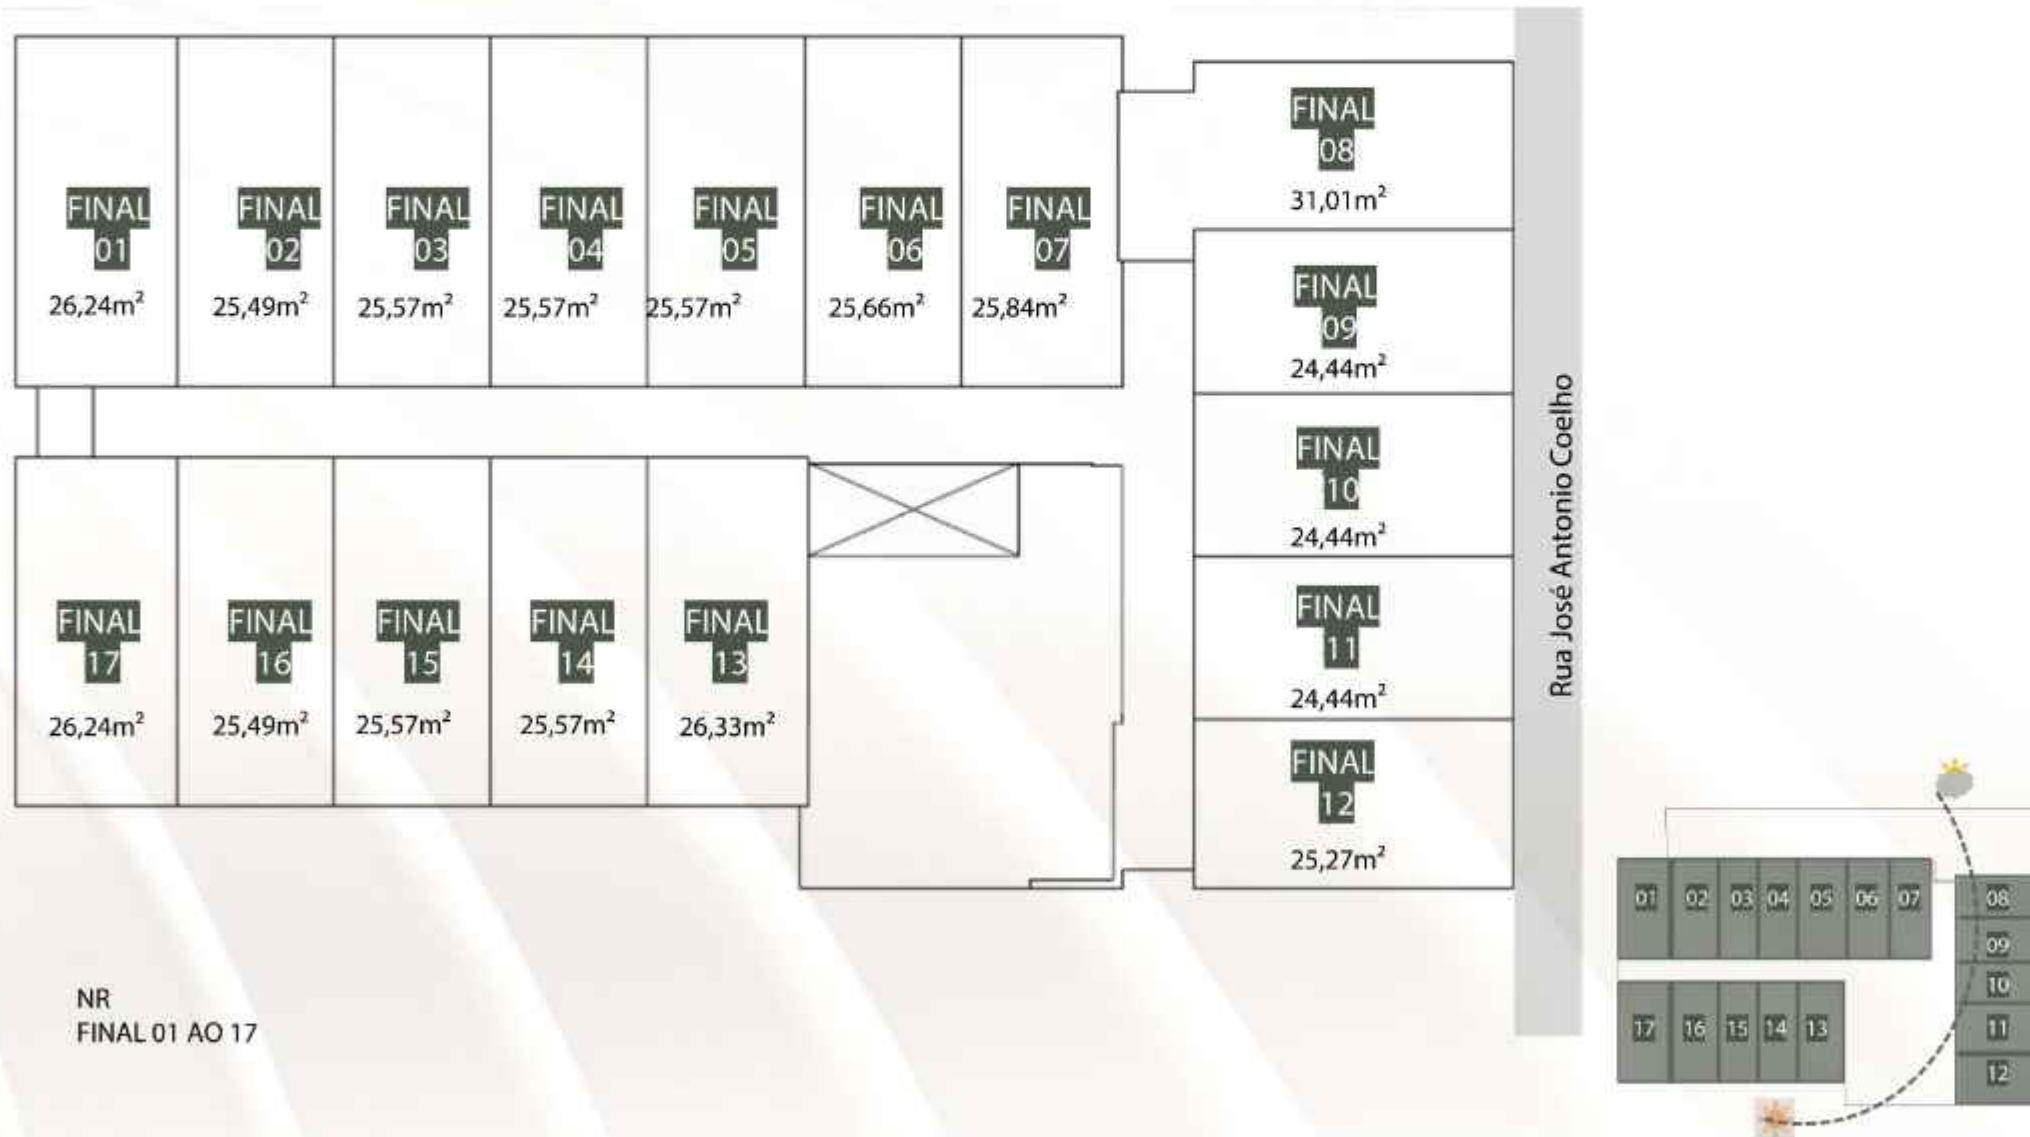 FINAL
01
26,24m²
FINAL
02
25,49m²
FINAL
03
25,57m²
FINAL
04
25,57m²
FINAL
05
25,57m²
FINAL
06
25,66m²
FINAL
07
25,84m²
FINAL
08
31,01m²
FINAL
09
24,44m²
FINAL
10
24,44m²
FINAL
11
24,44m²
FINAL
12
25,27m²
FINAL
17
26,24m²
FINAL
16
25,49m²
FINAL
15
25,57m²
FINAL
14
25,57m²
FINAL
13
26,33m²
Rua José Antonio Coelho
NR
FINAL 01 AO 17
01 02 03 04 05 06 07
08
09
10
11
12
17 16 15 14 13